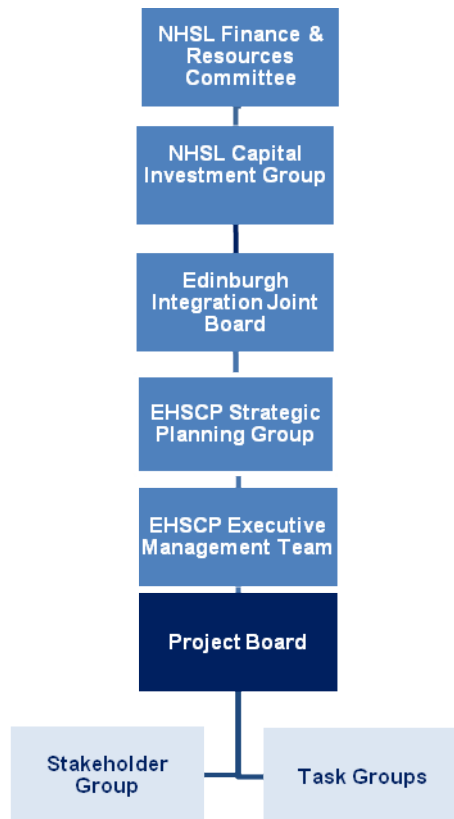 NHSL Finance &
Resources
Committee
NHSL Capital
Investment Group
Edinburgh
Integration Joint
Board
EHSCP Strategic
Planning Group
EHSCP Executive
Management Team
Project Board
Stakeholder
Group
Task Groups